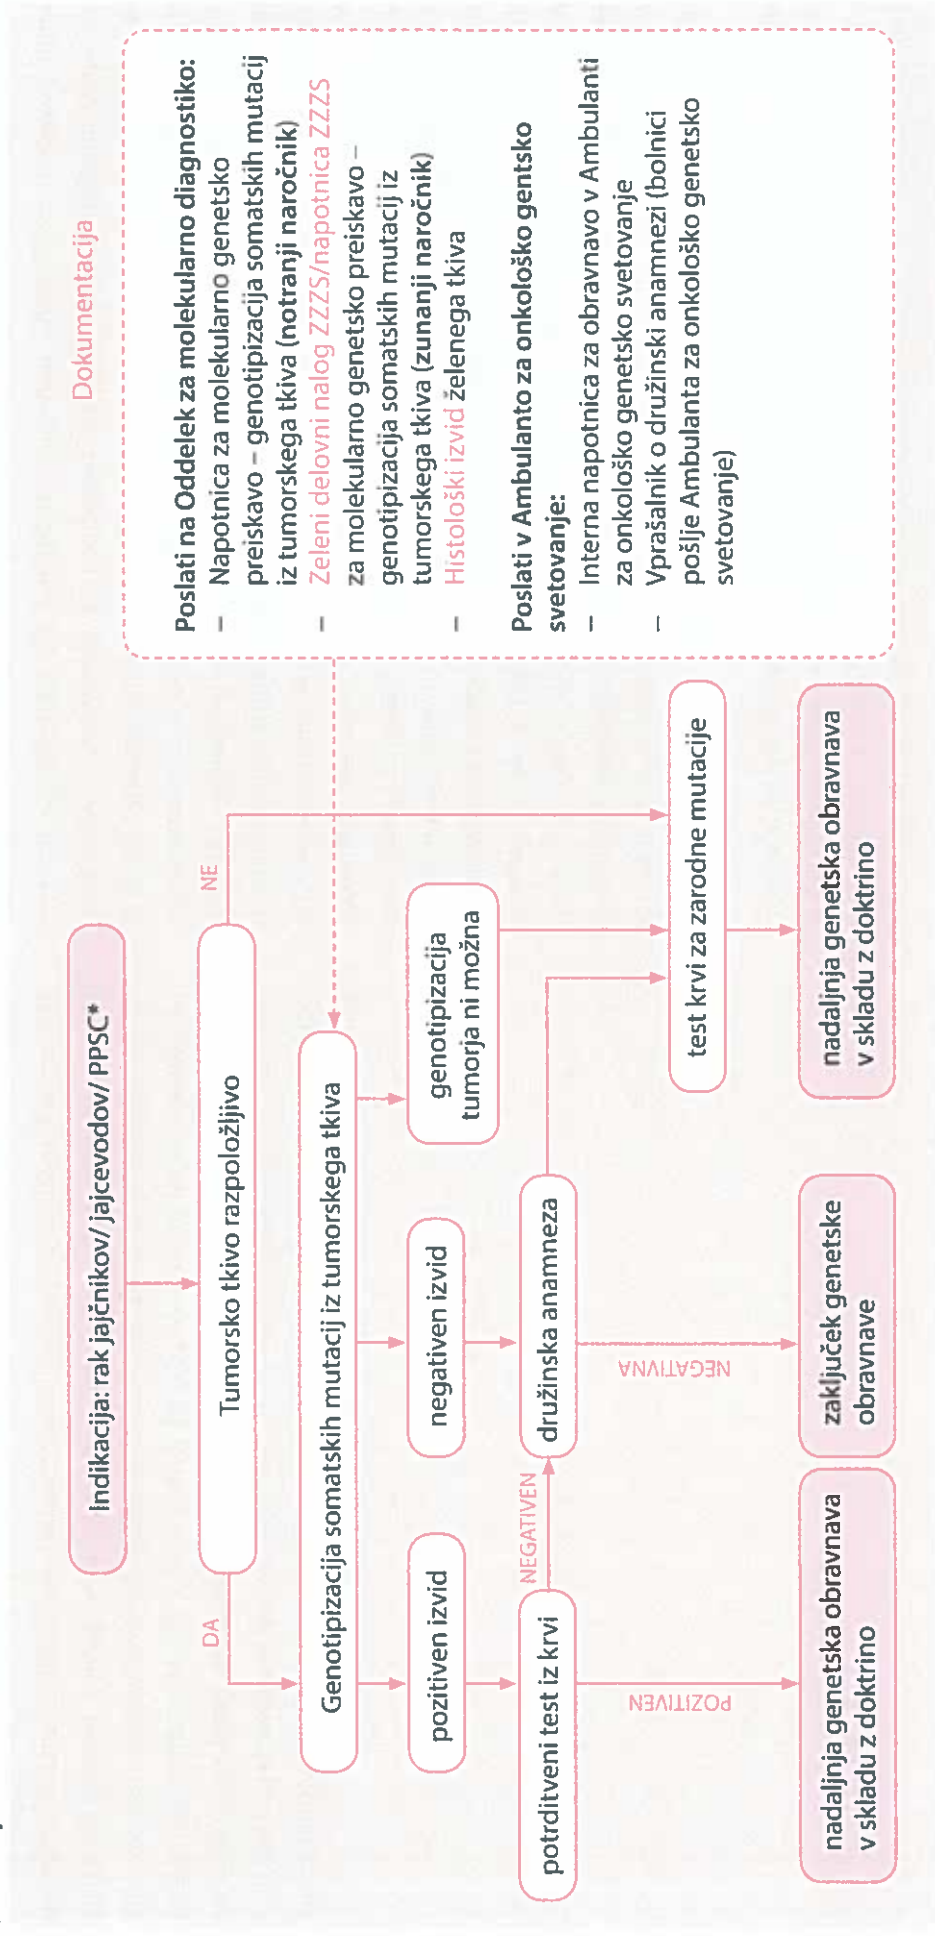 Indikacija: rak jajčnikov/ jajcevodov/ PPSC*
Tumorsko tkivo razpoložljivo
DA
NE
Genotipizacija somatskih mutacij iz tumorskega tkiva
pozitiven izvid
negativen izvid
genotipizacija
tumorja ni možna
potrditveni test iz krvi
NEGATIVEN
družinska anamneza
test krvi za zarodne mutacije
POZITIVEN
NEGATIVNA
nadaljnja genetska obravnava
v skladu z doktrino
zaključek genetske
obravnave
nadaljnja genetska obravnava
v skladu z doktrino
Dokumentacija
Poslati na Oddelek za molekularno diagnostiko:
– Napotnica za molekularno genetsko
preiskavo – genotipizacija somatskih mutacij
iz tumorskega tkiva (notranji naročnik)
– Zeleni delovni nalog ZZZS/napotnica ZZZS
za molekularno genetsko preiskavo –
genotipizacija somatskih mutacij iz
tumorskega tkiva (zunanji naročnik)
– Histološki izvid želenega tkiva
Poslati v Ambulanto za onkološko gentsko
svetovanje:
– Interna napotnica za obravnavo v Ambulanti
za onkološko genetsko svetovanje
– Vprašalnik o družinski anamnezi (bolnici
pošlje Ambulanta za onkološko genetsko
svetovanje)